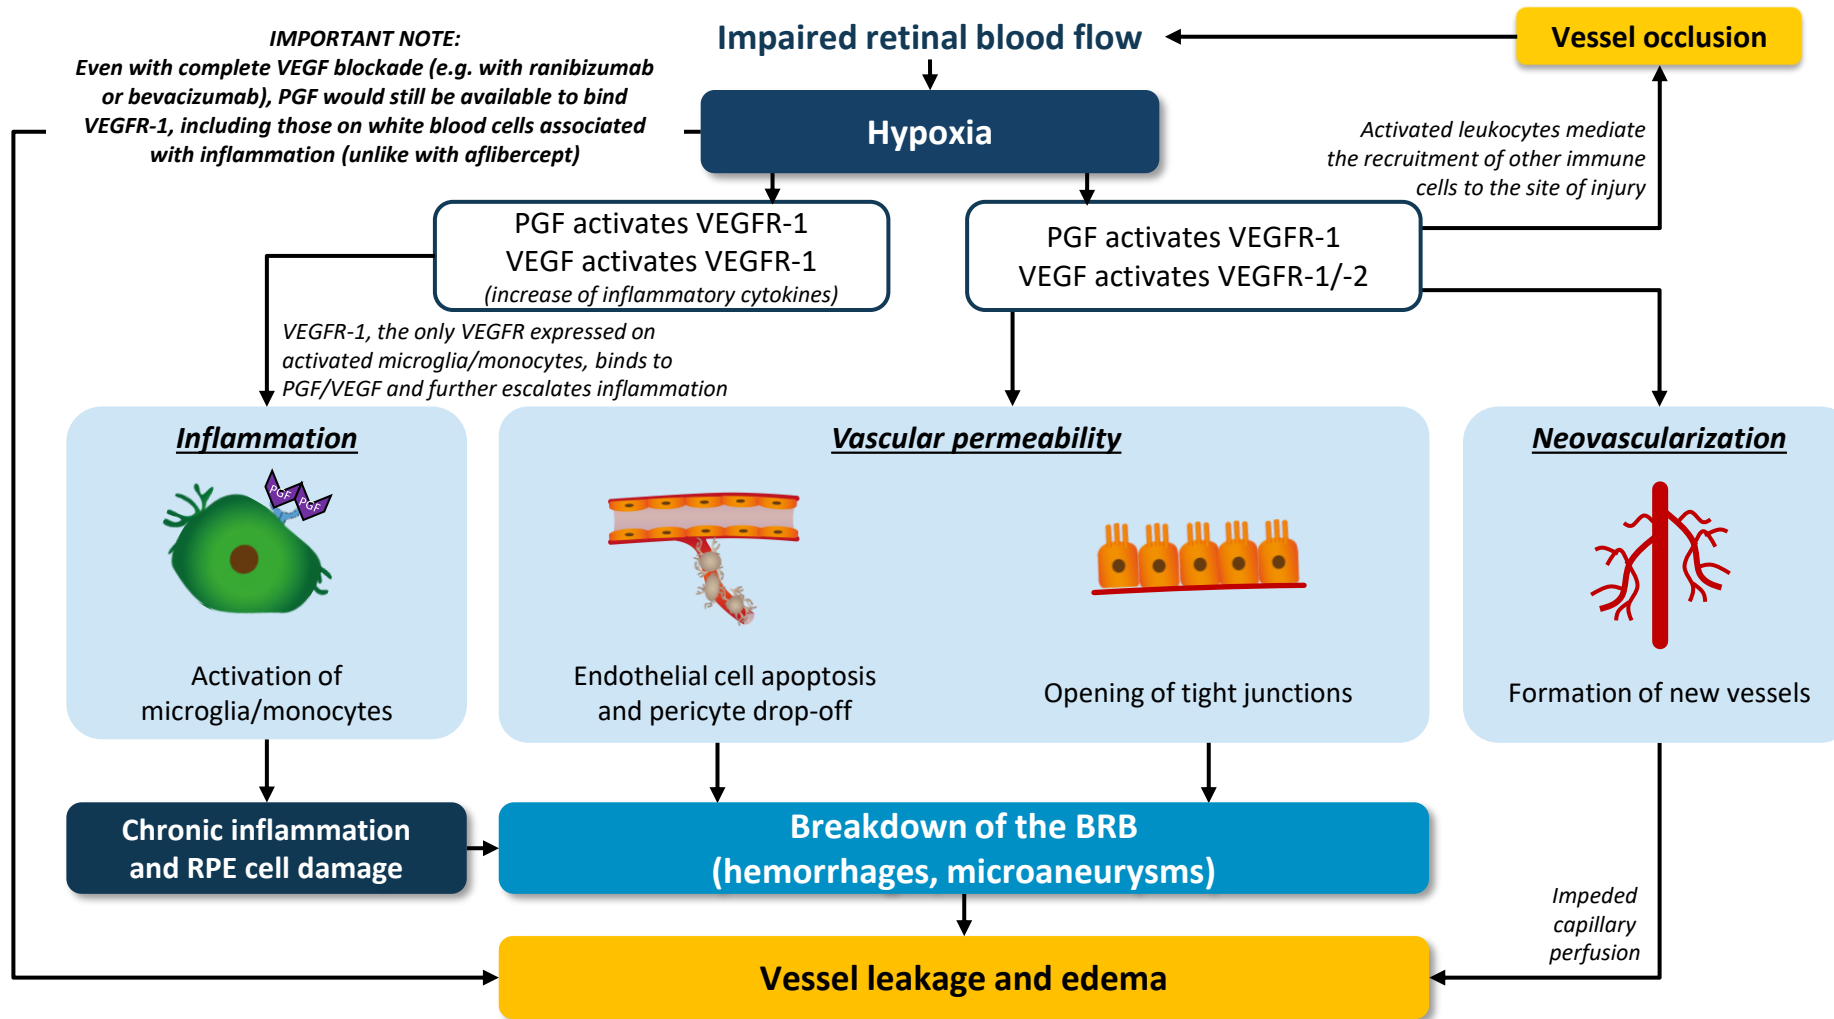 IMPORTANT NOTE:
Even with complete VEGF blockade (e.g. with ranibizumab
or bevacizumab), PGF would still be available to bind
VEGFR-1, including those on white blood cells associated
with inflammation (unlike with aflibercept)
Impaired retinal blood flow
Vessel occlusion
Hypoxia
Activated leukocytes mediate
the recruitment of other immune
cells to the site of injury
PGF activates VEGFR-1
VEGF activates VEGFR-1
(increase of inflammatory cytokines)
PGF activates VEGFR-1
VEGF activates VEGFR-1/-2
VEGFR-1, the only VEGFR expressed on
activated microglia/monocytes, binds to
PGF/VEGF and further escalates inflammation
Inflammation
PGF
PGF
Activation of
microglia/monocytes
Vascular permeability
Endothelial cell apoptosis
and pericyte drop-off
Opening of tight junctions
Neovascularization
Formation of new vessels
Chronic inflammation
and RPE cell damage
Breakdown of the BRB
(hemorrhages, microaneurysms)
Impeded
capillary
perfusion
Vessel leakage and edema